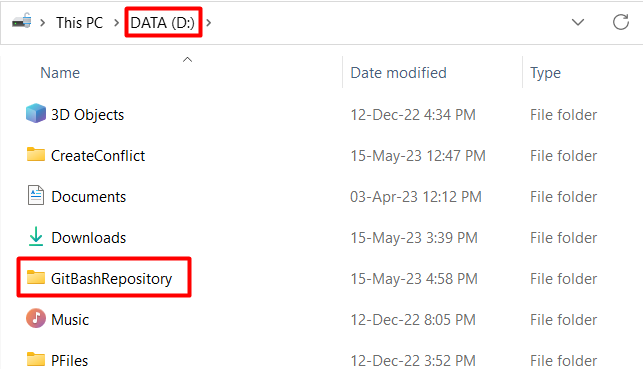 This PC > DATA (D:) >
Name Date modified Type
3D Objects 12-Dec-22 4:34 PM File folder
CreateConflict 15-May-23 12:47 PM File folder
Documents 03-Apr-23 12:12 PM File folder
Downloads 15-May-23 3:39 PM File folder
GitBashRepository 15-May-23 4:58 PM File folder
Music 12-Dec-22 8:05 PM File folder
PFiles 12-Dec-22 3:52 PM File folder